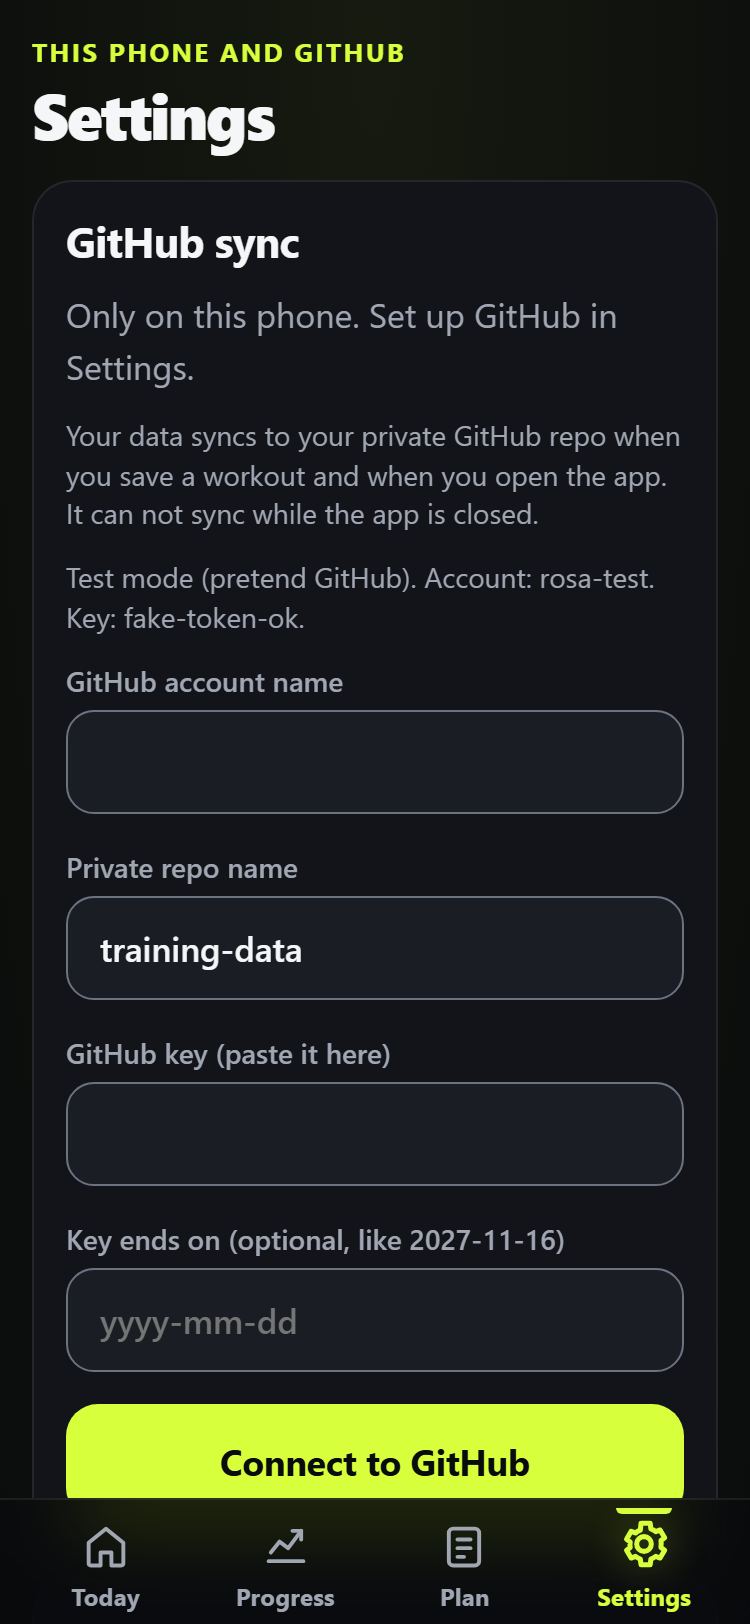 THIS PHONE AND GITHUB
Settings
GitHub sync
Only on this phone. Set up GitHub in
Settings.
Your data syncs to your private GitHub repo when
you save a workout and when you open the app.
It can not sync while the app is closed.
Test mode (pretend GitHub). Account: rosa-test.
Key: fake-token-ok.
GitHub account name
Private repo name
training-data
GitHub key (paste it here)
Key ends on (optional, like 2027-11-16)
yyyy-mm-dd
Connect to GitHub
Today Progress Plan Settings